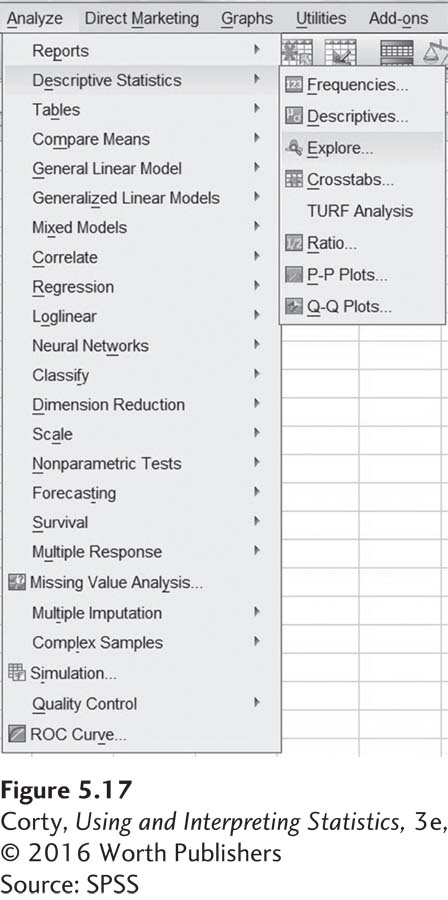 Analyze Direct Marketing Graphs Utilities Add-ons
Reports
Descriptive Statistics
Tables
Compare Means
General Linear Model
Generalized Linear Models
Mixed Models
Correlate
Regression
Loglinear
Neural Networks
Classify
Dimension Reduction
Scale
Nonparametric Tests
Forecasting
Survival
Multiple Response
Missing Value Analysis...
Multiple Imputation
Complex Samples
Simulation...
Quality Control
ROC Curve...
Frequencies...
Descriptives...
Explore...
Crosstabs...
TURF Analysis
Ratio...
P-P Plots...
Q-Q Plots...
Figure 5.17
Corty, Using and Interpreting Statistics, 3e,
© 2016 Worth Publishers
Source: SPSS